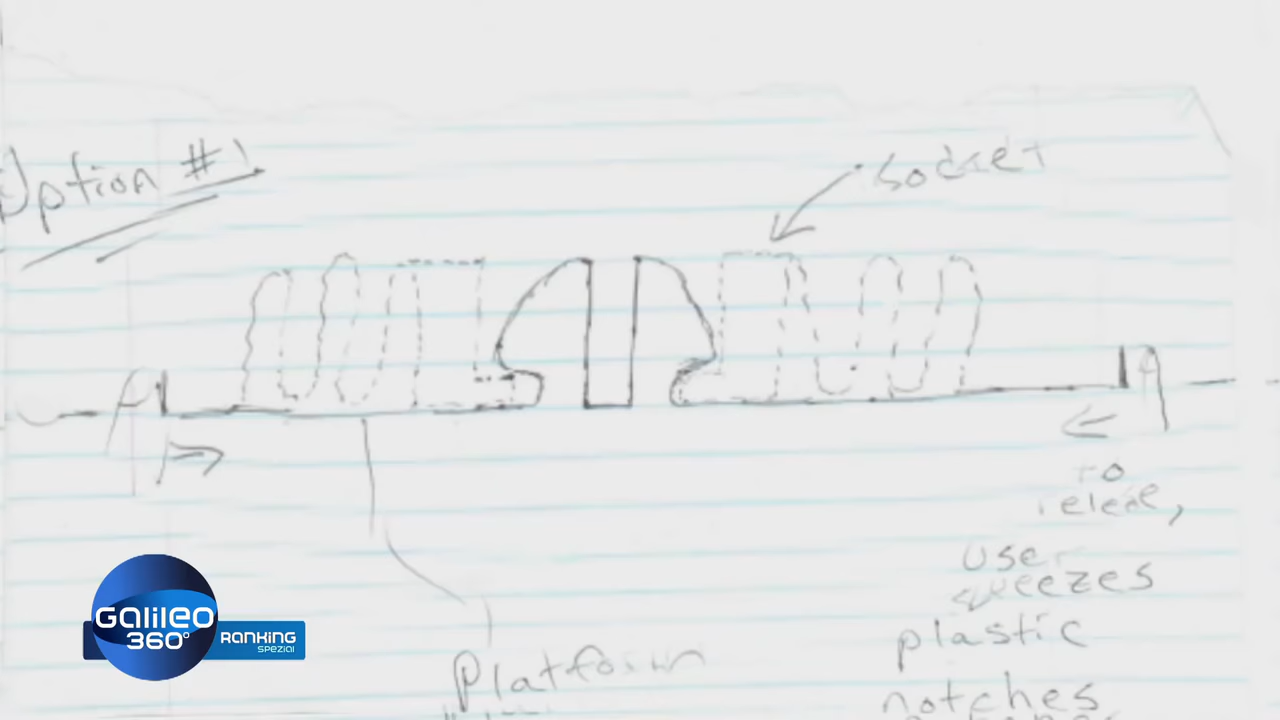 Option #1
socket
to
release,
user
squeezes
plastic
notches
Platform
Galileo
360°
RANKING
SPEZIAL